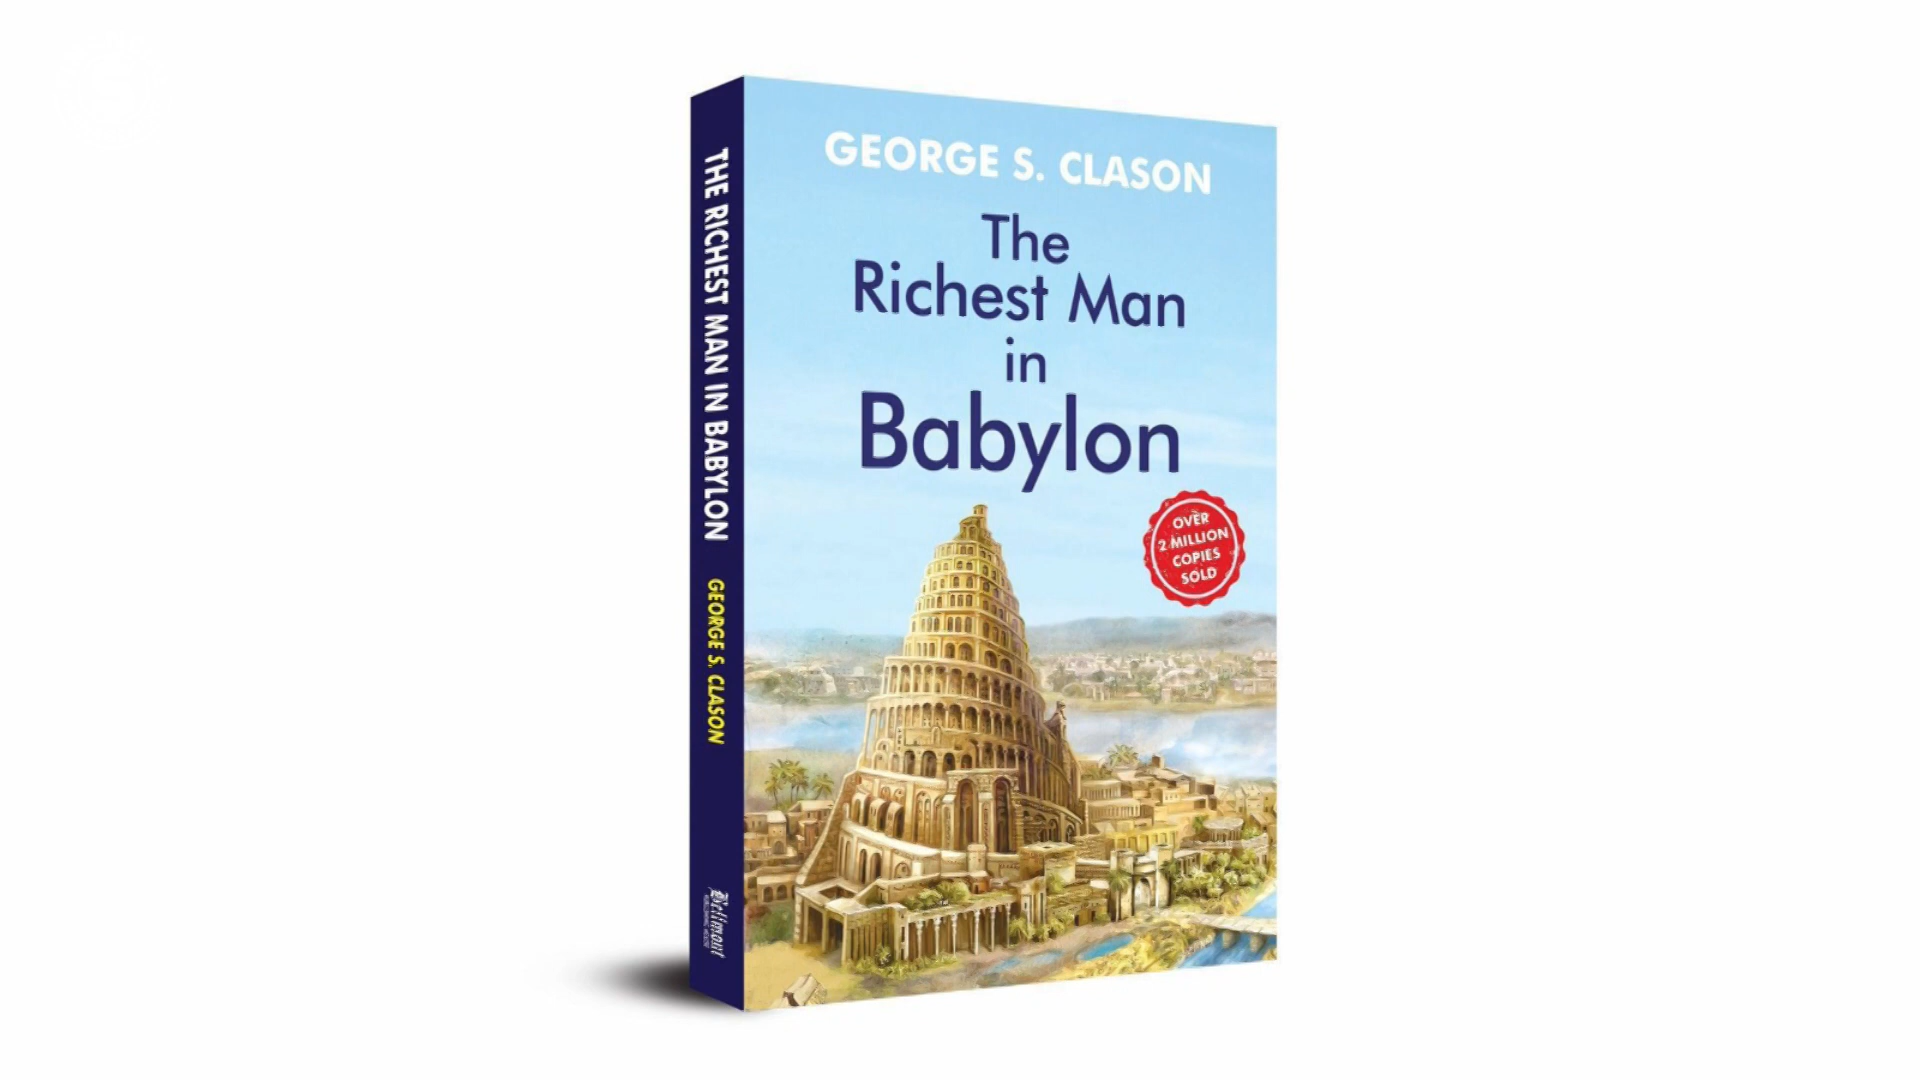 THE RICHEST MAN IN BABYLON
GEORGE S. CLASON
Bellmont
GEORGE S. CLASON
The
Richest Man
in
Babylon
OVER
2 MILLION
COPIES
SOLD